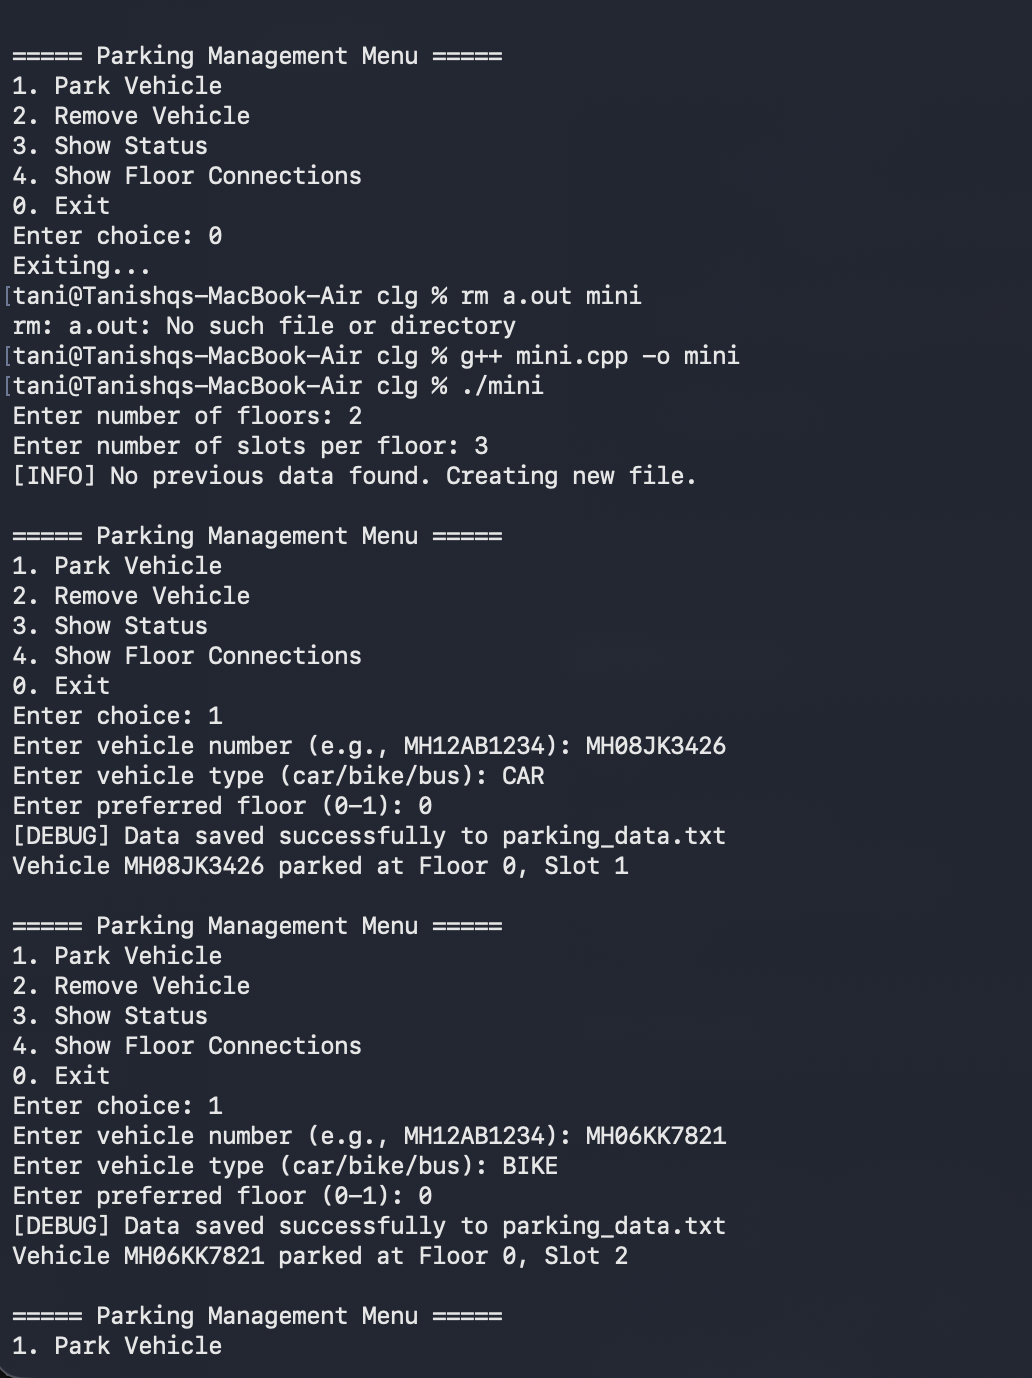 ===== Parking Management Menu =====
1. Park Vehicle
2. Remove Vehicle
3. Show Status
4. Show Floor Connections
0. Exit
Enter choice: 0
Exiting...
[tani@Tanishqs-MacBook-Air clg % rm a.out mini
rm: a.out: No such file or directory
[tani@Tanishqs-MacBook-Air clg % g++ mini.cpp -o mini
[tani@Tanishqs-MacBook-Air clg % ./mini
Enter number of floors: 2
Enter number of slots per floor: 3
[INFO] No previous data found. Creating new file.

===== Parking Management Menu =====
1. Park Vehicle
2. Remove Vehicle
3. Show Status
4. Show Floor Connections
0. Exit
Enter choice: 1
Enter vehicle number (e.g., MH12AB1234): MH08JK3426
Enter vehicle type (car/bike/bus): CAR
Enter preferred floor (0-1): 0
[DEBUG] Data saved successfully to parking_data.txt
Vehicle MH08JK3426 parked at Floor 0, Slot 1

===== Parking Management Menu =====
1. Park Vehicle
2. Remove Vehicle
3. Show Status
4. Show Floor Connections
0. Exit
Enter choice: 1
Enter vehicle number (e.g., MH12AB1234): MH06KK7821
Enter vehicle type (car/bike/bus): BIKE
Enter preferred floor (0-1): 0
[DEBUG] Data saved successfully to parking_data.txt
Vehicle MH06KK7821 parked at Floor 0, Slot 2

===== Parking Management Menu =====
1. Park Vehicle